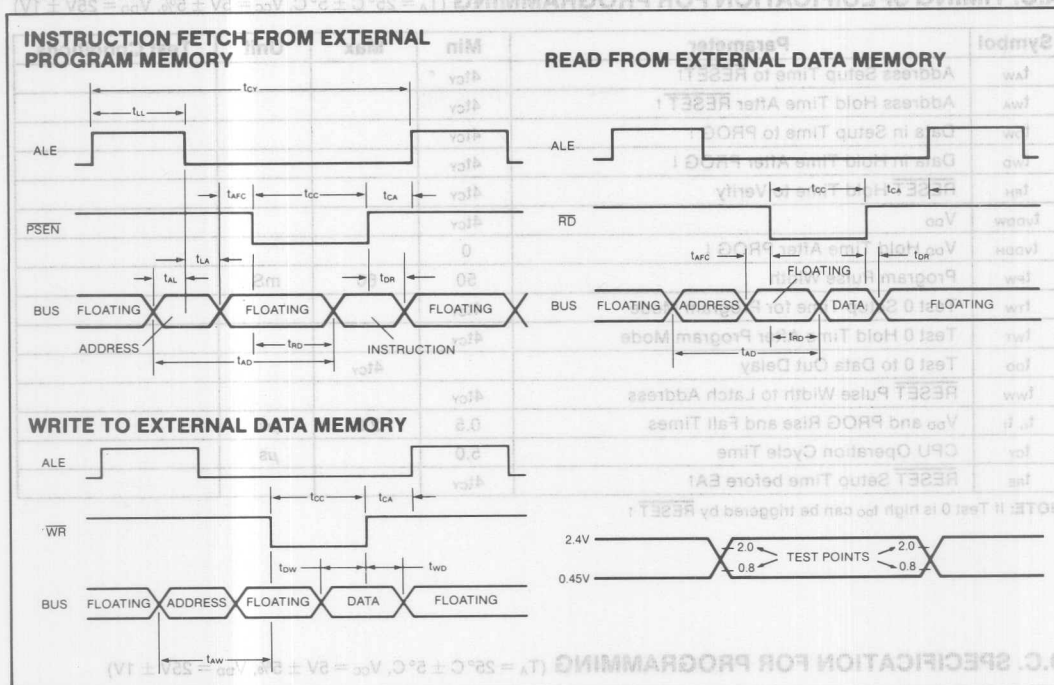 INSTRUCTION FETCH FROM EXTERNAL
PROGRAM MEMORY
tCY
tLL
ALE
tAFC
tCC
tCA
PSEN
tLA
tAL
tDR
BUS FLOATING FLOATING FLOATING
ADDRESS
tRD
INSTRUCTION
tAD
READ FROM EXTERNAL DATA MEMORY
ALE
tCC
tCA
RD
tAFC
tDR
FLOATING
BUS FLOATING ADDRESS DATA FLOATING
tRD
tAD
WRITE TO EXTERNAL DATA MEMORY
ALE
tCC
tCA
WR
tDW
tWD
BUS FLOATING ADDRESS FLOATING DATA FLOATING
tAW
2.4V
2.0 TEST POINTS 2.0
0.8 0.8
0.45V